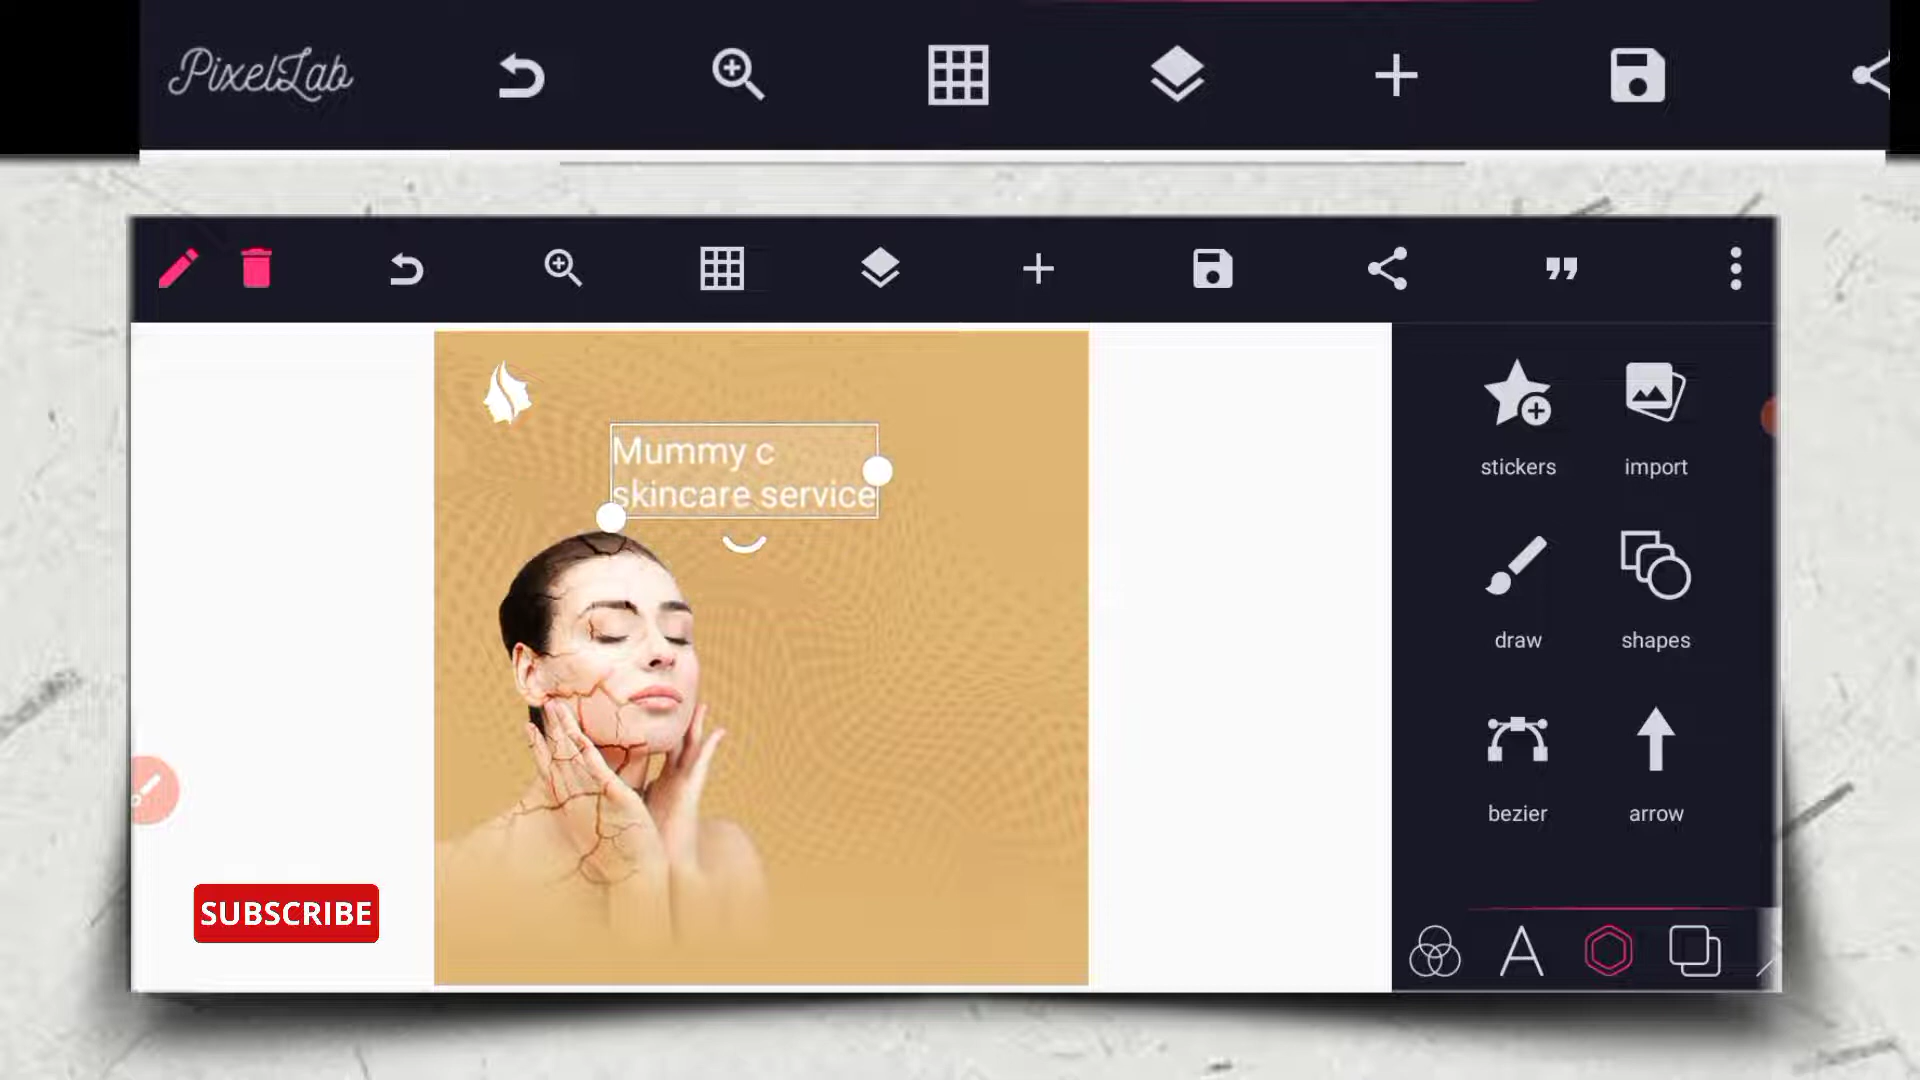 PixelLab
Mummy c
skincare service
stickers
import
draw
shapes
bezier
arrow
SUBSCRIBE